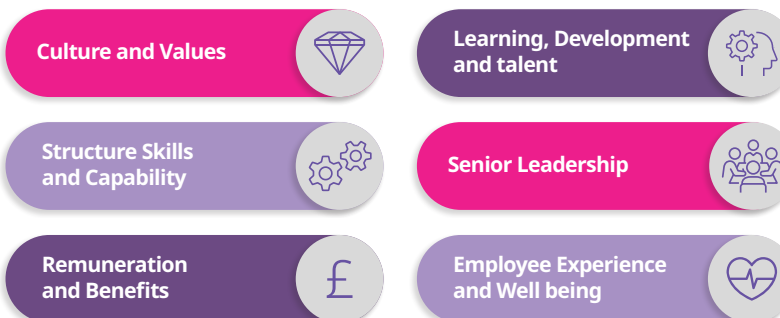 Culture and Values
Learning, Development
and talent
Structure Skills
and Capability
Senior Leadership
Remuneration
and Benefits
£
Employee Experience
and Well being